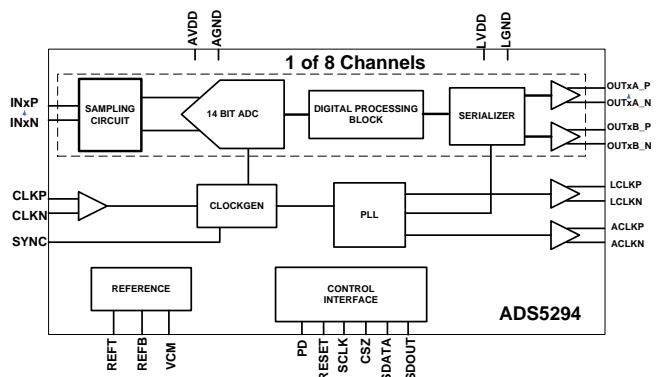 AVDD
AGND
LVDD
LGND
1 of 8 Channels
INxP
INxN
SAMPLING
CIRCUIT
14 BIT ADC
DIGITAL PROCESSING
BLOCK
SERIALIZER
OUTxA_P
OUTxA_N
OUTxB_P
OUTxB_N
CLKP
CLKN
SYNC
CLOCKGEN
PLL
LCLKP
LCLKN
ACLKP
ACLKN
REFERENCE
CONTROL
INTERFACE
ADS5294
REFT
REFB
VCM
PD
RESET
SCLK
CSZ
SDATA
SDOUT